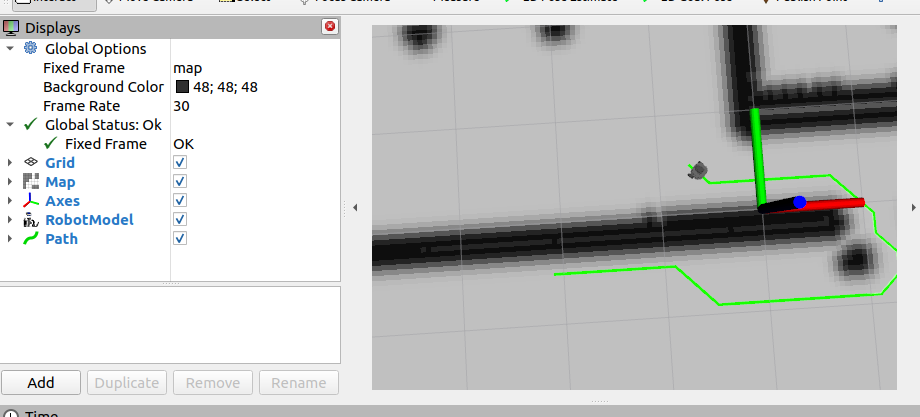 Displays
Global Options
Fixed Frame map
Background Color 48; 48; 48
Frame Rate 30
Global Status: Ok
Fixed Frame OK
Grid
Map
Axes
RobotModel
Path
Add Duplicate Remove Rename
Time